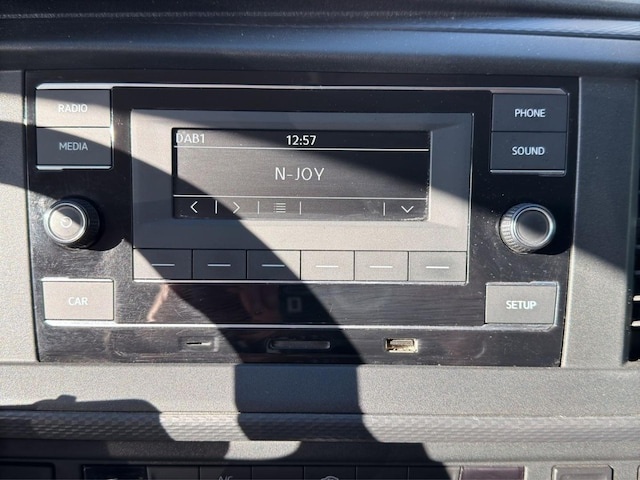 RADIO
PHONE
DAB1 12:57
MEDIA
SOUND
N-JOY
CAR
SETUP